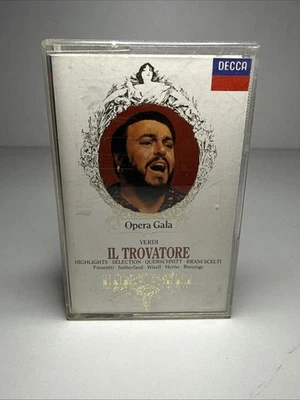 DECCA
Opera Gala
VERDI
IL TROVATORE
HIGHLIGHTS · SELECTION · QUERSCHNITT · BRANI SCELTI
Pavarotti · Sutherland · Wixell · Horne · Bonynge